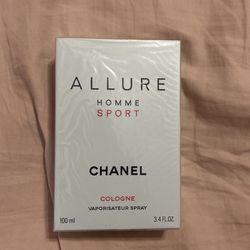 ALLURE
HOMME
SPORT
CHANEL
COLOGNE
VAPORISATEUR SPRAY
100 ml 3.4 FL.OZ.